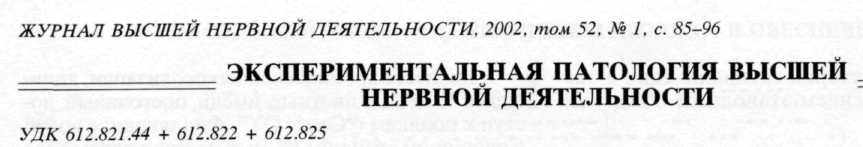 ЖУРНАЛ ВЫСШЕЙ НЕРВНОЙ ДЕЯТЕЛЬНОСТИ, 2002, том 52, № 1, с. 85–96
ЭКСПЕРИМЕНТАЛЬНАЯ ПАТОЛОГИЯ ВЫСШЕЙ
НЕРВНОЙ ДЕЯТЕЛЬНОСТИ
УДК 612.821.44 + 612.822 + 612.825